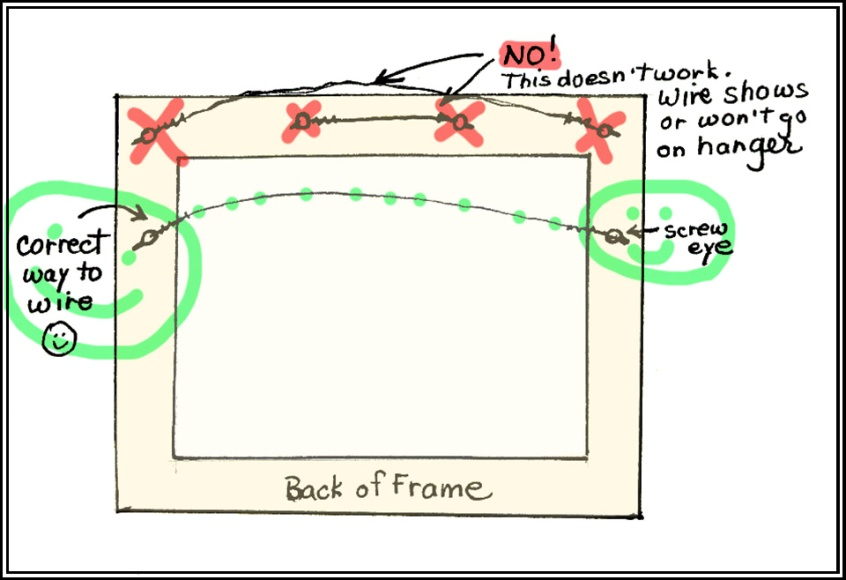 NO!
This doesn't work.
wire shows
or won't go
on hanger
correct
way to
wire
screw
eye
Back of Frame